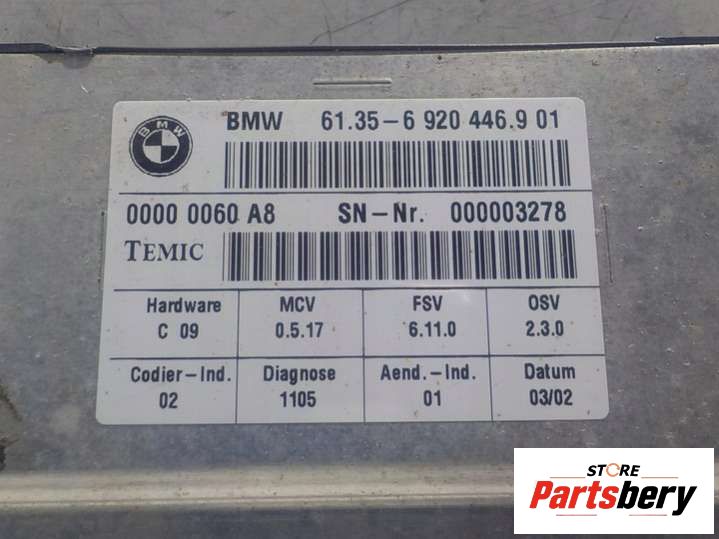 BMW
BMW 61.35-6 920 446.9 01
0000 0060 A8 SN-Nr. 000003278
TEMIC
Hardware MCV FSV OSV
C 09 0.5.17 6.11.0 2.3.0
Codier-Ind. Diagnose Aend.-Ind. Datum
02 1105 01 03/02
STORE
Partsbery